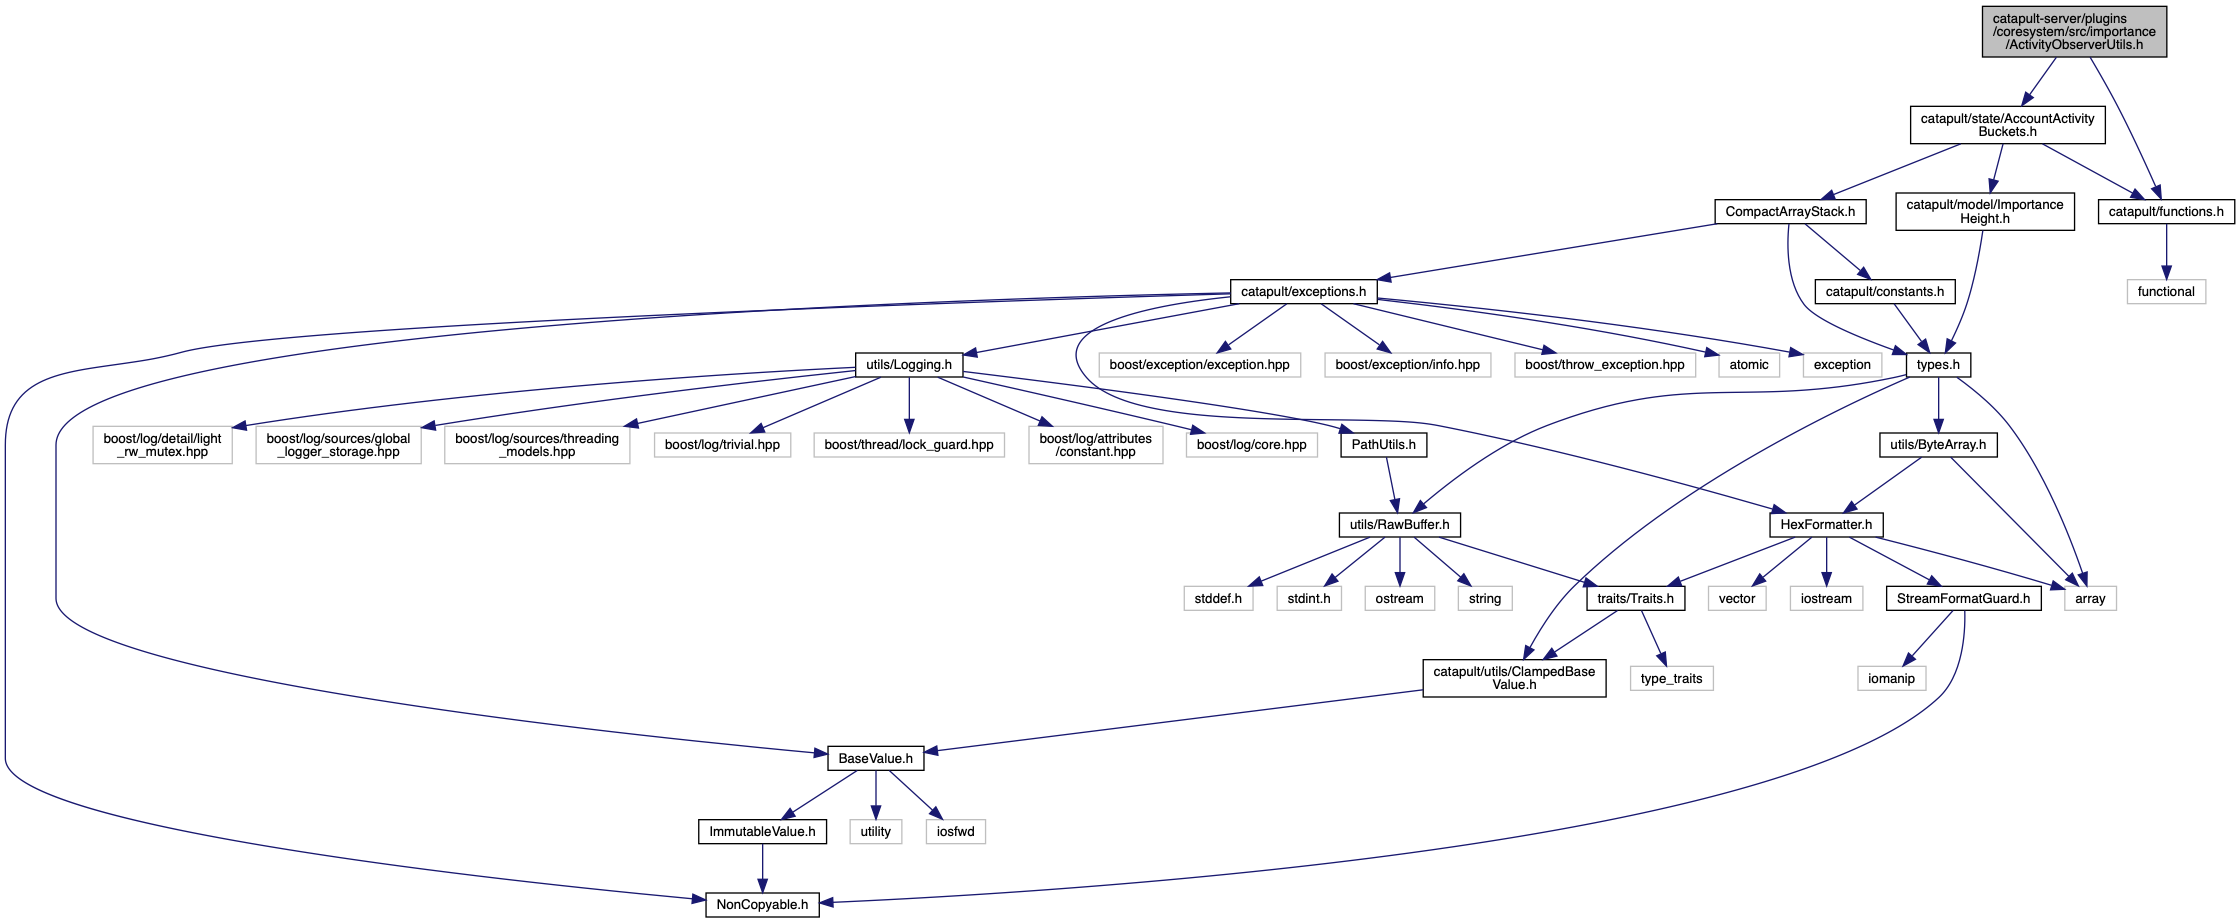 catapult-server/plugins
/coresystem/src/importance
/ActivityObserverUtils.h
catapult/state/AccountActivity
Buckets.h
CompactArrayStack.h
catapult/model/Importance
Height.h
catapult/functions.h
catapult/exceptions.h
catapult/constants.h
functional
utils/Logging.h
boost/exception/exception.hpp
boost/exception/info.hpp
boost/throw_exception.hpp
atomic
exception
types.h
boost/log/detail/light
_rw_mutex.hpp
boost/log/sources/global
_logger_storage.hpp
boost/log/sources/threading
_models.hpp
boost/log/trivial.hpp
boost/thread/lock_guard.hpp
boost/log/attributes
/constant.hpp
boost/log/core.hpp
PathUtils.h
utils/ByteArray.h
utils/RawBuffer.h
HexFormatter.h
stddef.h
stdint.h
ostream
string
traits/Traits.h
vector
iostream
StreamFormatGuard.h
array
catapult/utils/ClampedBase
Value.h
type_traits
iomanip
BaseValue.h
ImmutableValue.h
utility
iosfwd
NonCopyable.h